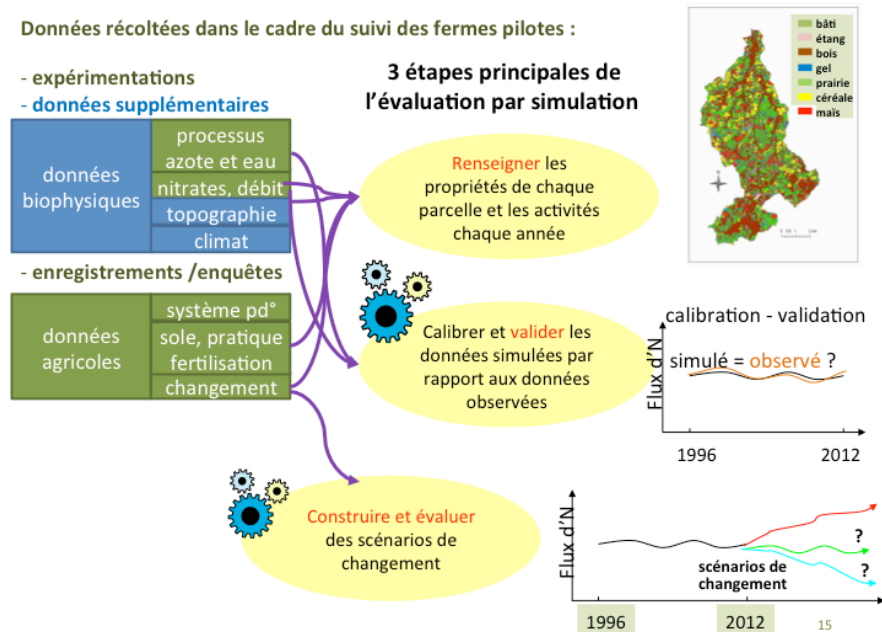 Données récoltées dans le cadre du suivi des fermes pilotes :
- expérimentations
- données supplémentaires
données
biophysiques
processus
azote et eau
nitrates, débit
topographie
climat
- enregistrements /enquêtes
données
agricoles
système pd°
sole, pratique
fertilisation
changement
3 étapes principales de
l'évaluation par simulation
Renseigner les
propriétés de chaque
parcelle et les activités
chaque année
Calibrer et valider les
données simulées par
rapport aux données
observées
Construire et évaluer
des scénarios de
changement
bâti
étang
bois
gel
prairie
céréale
maïs
calibration - validation
simulé = observé ?
Flux d'N
1996
2012
Flux d'N
?
?
scénarios de
changement
1996
2012
15